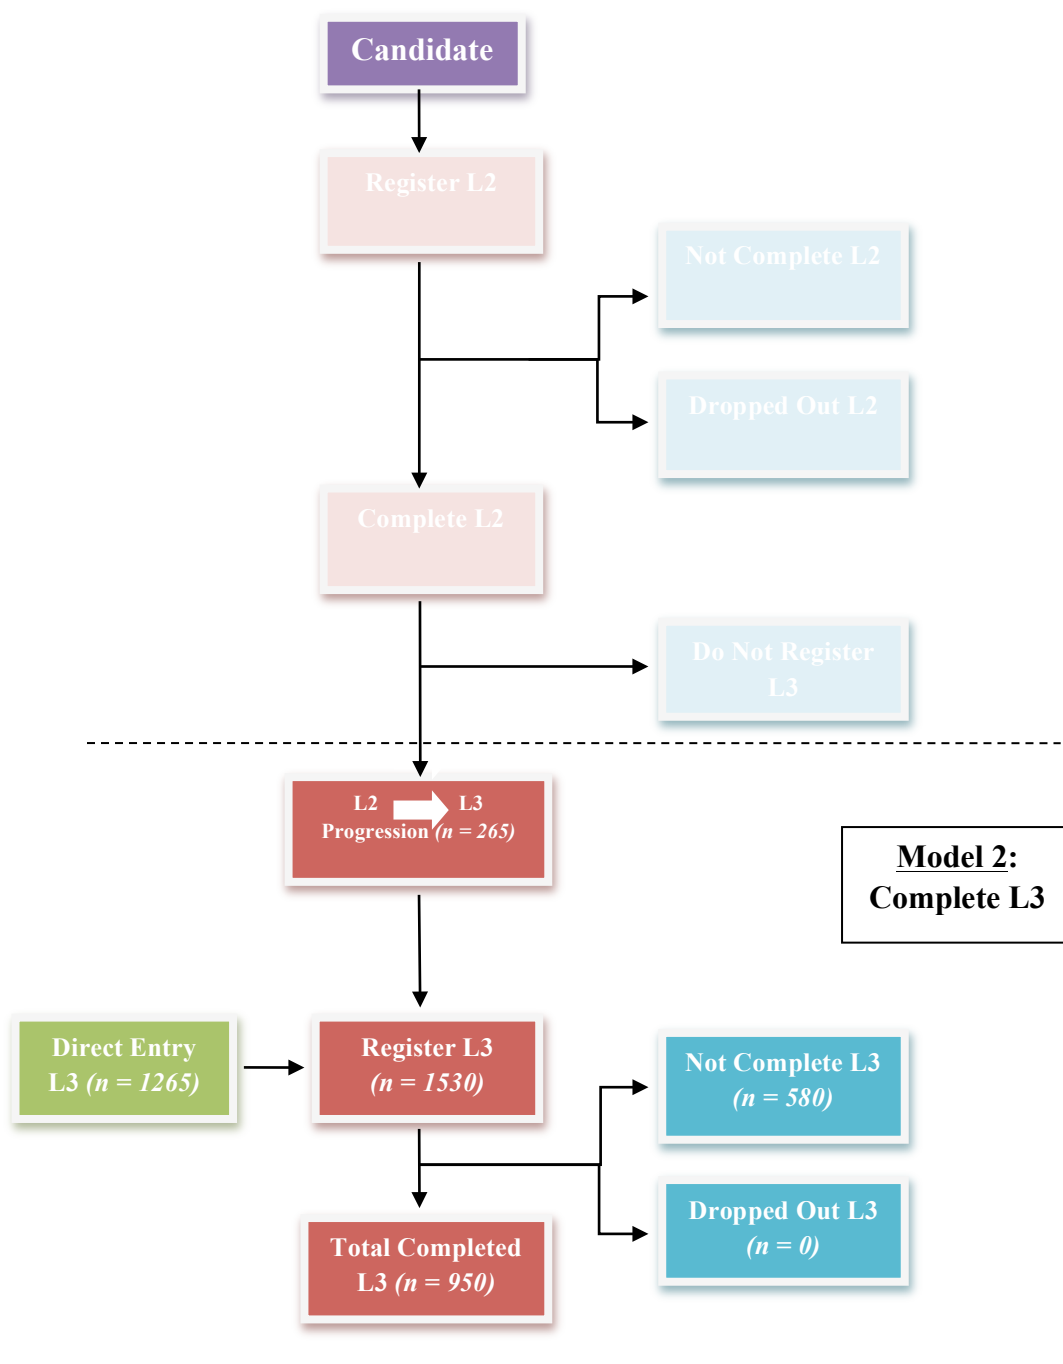 Candidate
Register L2
Not Complete L2
Dropped Out L2
Complete L2
Do Not Register
L3
L2 L3
Progression (n = 265)
Model 2:
Complete L3
Direct Entry
L3 (n = 1265)
Register L3
(n = 1530)
Not Complete L3
(n = 580)
Dropped Out L3
(n = 0)
Total Completed
L3 (n = 950)